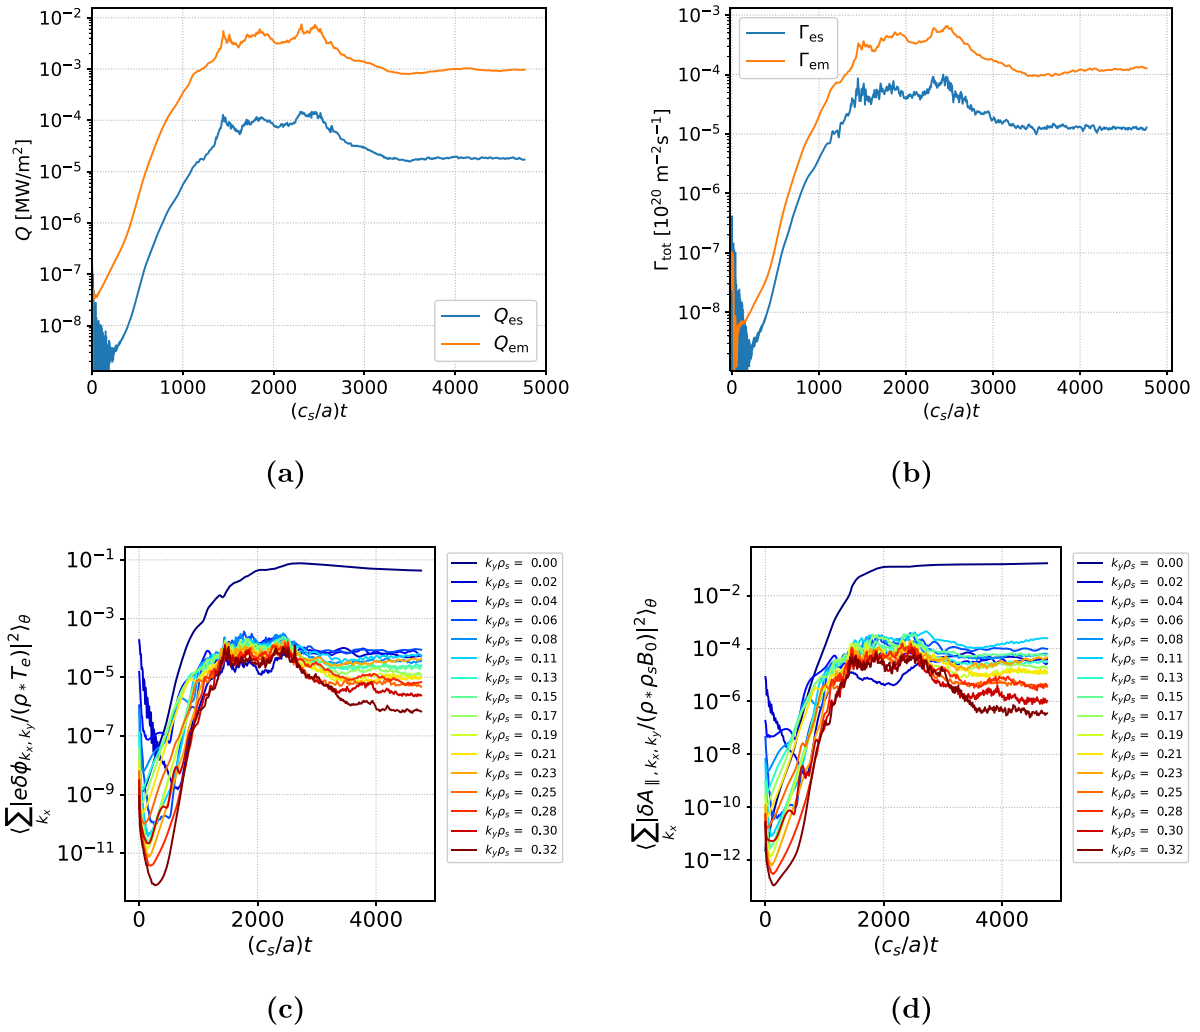 10⁻²
10⁻³
10⁻⁴
10⁻⁵
10⁻⁶
10⁻⁷
10⁻⁸
Q [MW/m²]
Q_es
Q_em
0 1000 2000 3000 4000 5000
(c_s/a)t
(a)
10⁻³
10⁻⁴
10⁻⁵
10⁻⁶
10⁻⁷
10⁻⁸
Γ_tot [10²⁰ m⁻²s⁻¹]
Γ_es
Γ_em
0 1000 2000 3000 4000 5000
(c_s/a)t
(b)
10⁻¹
10⁻³
10⁻⁵
10⁻⁷
10⁻⁹
10⁻¹¹
⟨∑_{k_x}|eδϕ_{k_x, k_y}/(ρ*T_e)|²⟩_θ
0 2000 4000
(c_s/a)t
k_yρ_s = 0.00
k_yρ_s = 0.02
k_yρ_s = 0.04
k_yρ_s = 0.06
k_yρ_s = 0.08
k_yρ_s = 0.11
k_yρ_s = 0.13
k_yρ_s = 0.15
k_yρ_s = 0.17
k_yρ_s = 0.19
k_yρ_s = 0.21
k_yρ_s = 0.23
k_yρ_s = 0.25
k_yρ_s = 0.28
k_yρ_s = 0.30
k_yρ_s = 0.32
(c)
10⁻²
10⁻⁴
10⁻⁶
10⁻⁸
10⁻¹⁰
10⁻¹²
⟨∑_{k_x}|δA_{∥, k_x, k_y}/(ρ*ρ_sB_0)|²⟩_θ
0 2000 4000
(c_s/a)t
k_yρ_s = 0.00
k_yρ_s = 0.02
k_yρ_s = 0.04
k_yρ_s = 0.06
k_yρ_s = 0.08
k_yρ_s = 0.11
k_yρ_s = 0.13
k_yρ_s = 0.15
k_yρ_s = 0.17
k_yρ_s = 0.19
k_yρ_s = 0.21
k_yρ_s = 0.23
k_yρ_s = 0.25
k_yρ_s = 0.28
k_yρ_s = 0.30
k_yρ_s = 0.32
(d)